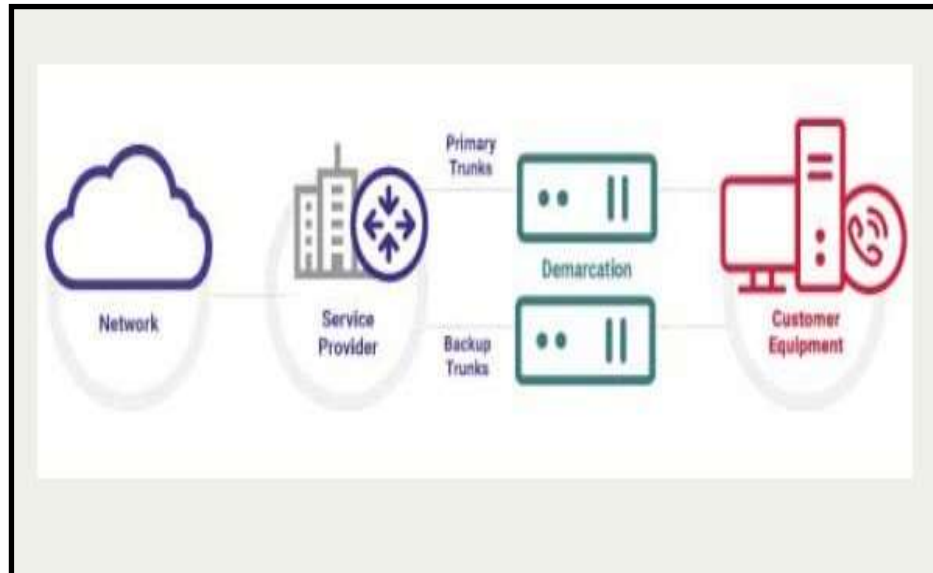 Primary
Trunks
Demarcation
Network
Service
Provider
Backup
Trunks
Customer
Equipment